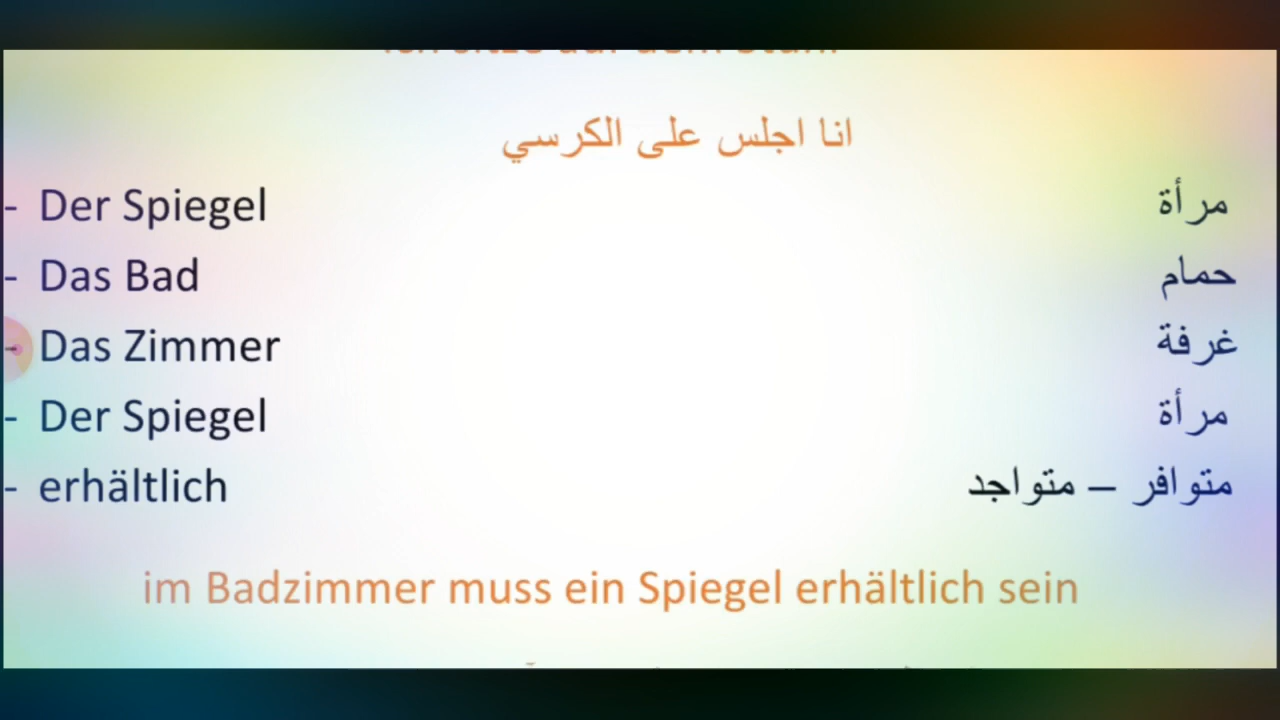 انا اجلس على الكرسي
- Der Spiegel مرأة
- Das Bad حمام
- Das Zimmer غرفة
- Der Spiegel مرأة
- erhältlich متوافر – متواجد
im Badzimmer muss ein Spiegel erhältlich sein